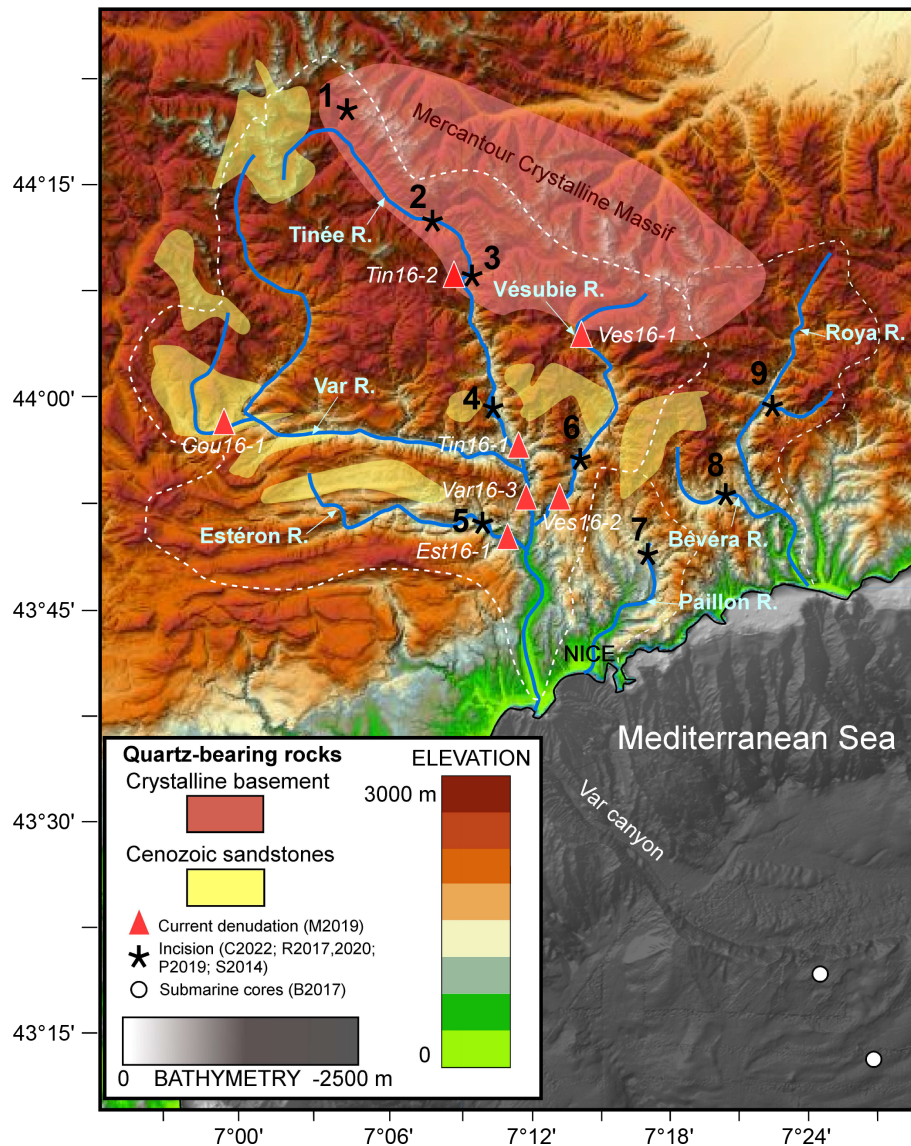 1
Mercantour Crystalline Massif
44°15'
2
Tinée R.
3
Tin16-2
Vésubie R.
Ves16-1
Roya R.
9
44°00'
Var R.
4
6
Gou16-1
Tin16-1
8
Var16-3
Ves16-2
7
5
Estéron R.
Est16-1
Bévéra R.
43°45'
Paillon R.
NICE
Mediterranean Sea
Var canyon
Quartz-bearing rocks
Crystalline basement
Cenozoic sandstones
Current denudation (M2019)
Incision (C2022; R2017,2020;
P2019; S2014)
Submarine cores (B2017)
0 BATHYMETRY -2500 m
ELEVATION
3000 m
0
43°30'
43°15'
7°00' 7°06' 7°12' 7°18' 7°24'